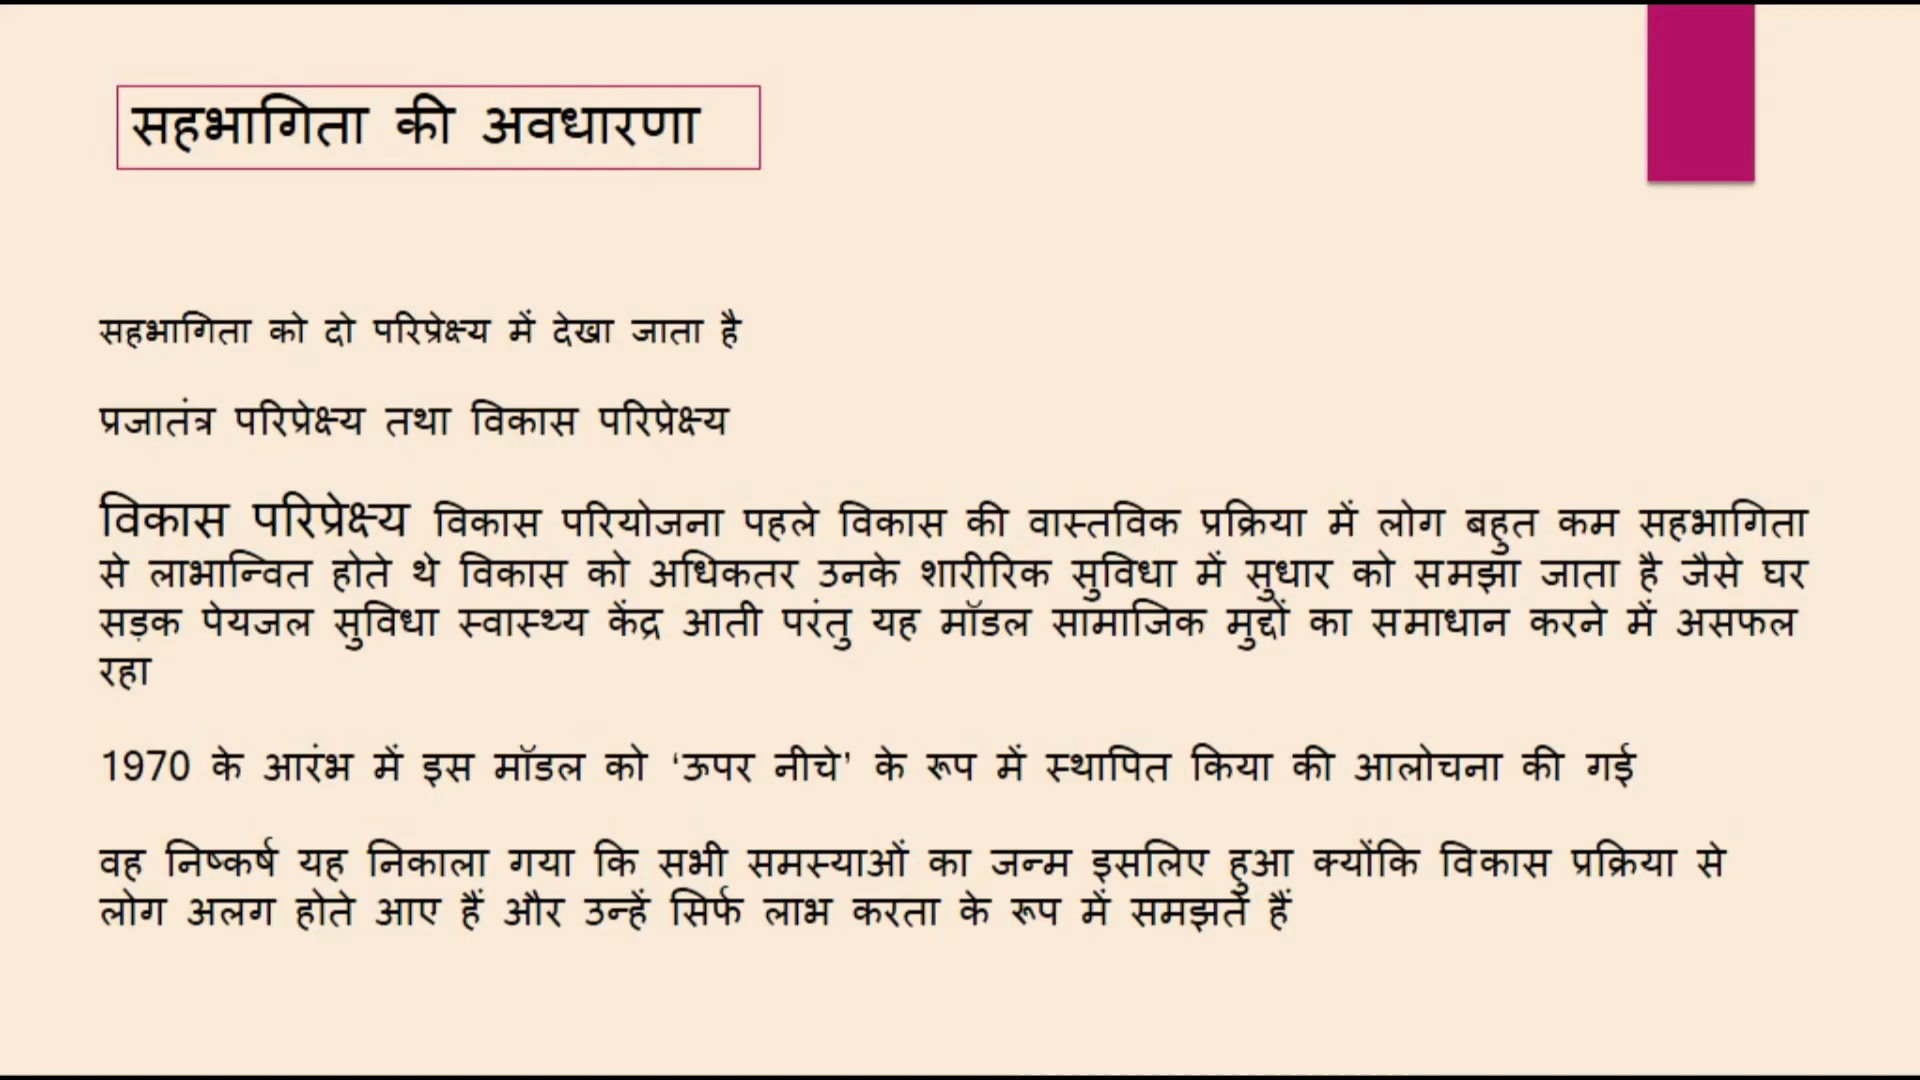 सहभागिता की अवधारणा
सहभागिता को दो परिप्रेक्ष्य में देखा जाता है
प्रजातंत्र परिप्रेक्ष्य तथा विकास परिप्रेक्ष्य
विकास परिप्रेक्ष्य विकास परियोजना पहले विकास की वास्तविक प्रक्रिया में लोग बहुत कम सहभागिता
से लाभान्वित होते थे विकास को अधिकतर उनके शारीरिक सुविधा में सुधार को समझा जाता है जैसे घर
सड़क पेयजल सुविधा स्वास्थ्य केंद्र आती परंतु यह मॉडल सामाजिक मुद्दों का समाधान करने में असफल
रहा
1970 के आरंभ में इस मॉडल को ‘ऊपर नीचे’ के रूप में स्थापित किया की आलोचना की गई
वह निष्कर्ष यह निकाला गया कि सभी समस्याओं का जन्म इसलिए हुआ क्योंकि विकास प्रक्रिया से
लोग अलग होते आए हैं और उन्हें सिर्फ लाभ करता के रूप में समझते हैं